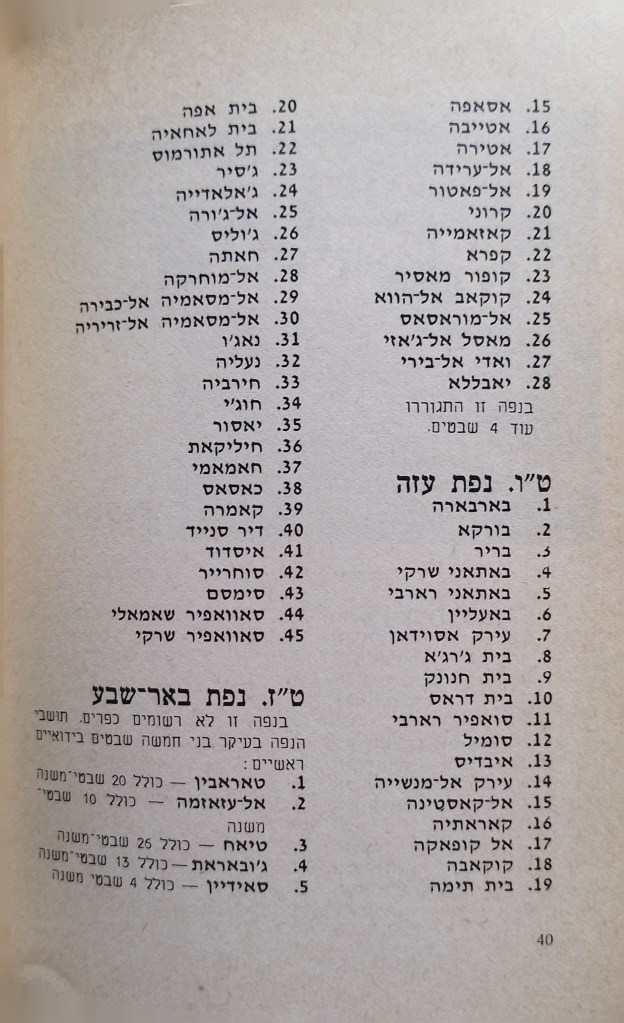 15. אסאפה
16. אטייבה
17. אטירה
18. אל־ערידה
19. אל־פאטור
20. קרוני
21. קאזאמייה
22. קפרא
23. קופור מאסיר
24. קוקאב אל־הווא
25. אל־מוראסאס
26. מאסל אל־ג'אזי
27. ואדי אל־בירי
28. יאבללא
בנפה זו התגוררו
עוד 4 שבטים.
ט"ו. נפת עזה
1. בארבארה
2. בורקא
3. בריר
4. באתאני שרקי
5. באתאני רארבי
6. באעליין
7. עירק אסוידאן
8. בית ג'רג'א
9. בית חנונק
10. בית דראס
11. סואפיר רארבי
12. סומיל
13. איבדיס
14. עירק אל־מנשייה
15. אל־קאסטינה
16. קאראתיה
17. אל קופאקה
18. קוקאבה
19. בית תימה
20. בית אפה
21. בית לאחאיה
22. תל אתורמוס
23. ג'סיר
24. ג'אלאדייה
25. אל־ג'ורה
26. ג'וליס
27. חאתה
28. אל־מוחרקה
29. אל־מסאמיה אל־כבירה
30. אל־מסאמיה אל־זריריה
31. נאג'ו
32. נעליה
33. חירביה
34. חוג'י
35. יאסור
36. חיליקאת
37. חאמאמי
38. כאסאס
39. קאמרה
40. דיר סנייד
41. איסדוד
42. סוחרייר
43. סימסם
44. סאוואפיר שאמאלי
45. סאוואפיר שרקי
ט"ז. נפת באר־שבע
בנפה זו לא רשומים כפרים. תושבי
הנפה בעיקר בני חמשה שבטים בידואיים
ראשיים:
1. טאראבין — כולל 20 שבטי־משנה
2. אל־עזאזמה — כולל 10 שבטי־
משנה
3. טיאח — כולל 26 שבטי־משנה
4. ג'ובאראת — כולל 13 שבטי־משנה
5. סאידיין — כולל 4 שבטי משנה
40